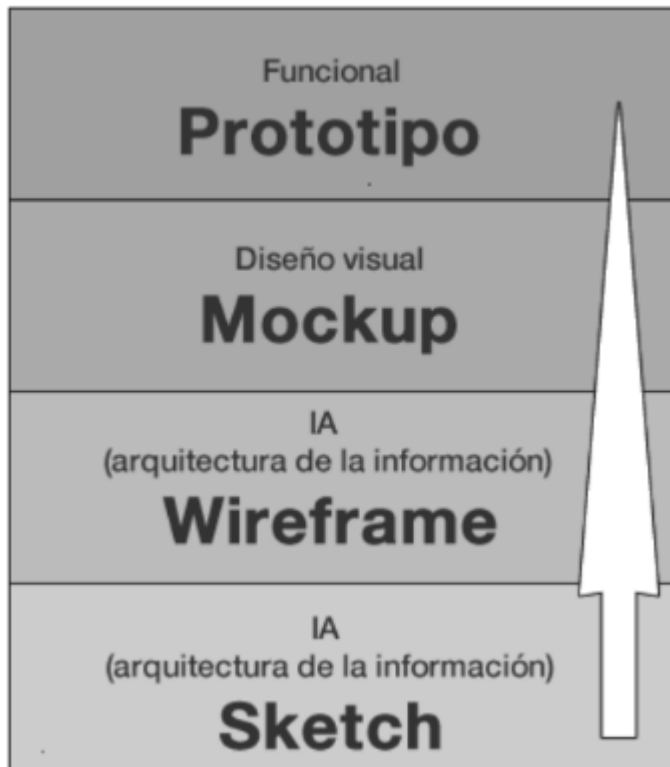 Funcional
Prototipo
Diseño visual
Mockup
IA
(arquitectura de la información)
Wireframe
IA
(arquitectura de la información)
Sketch